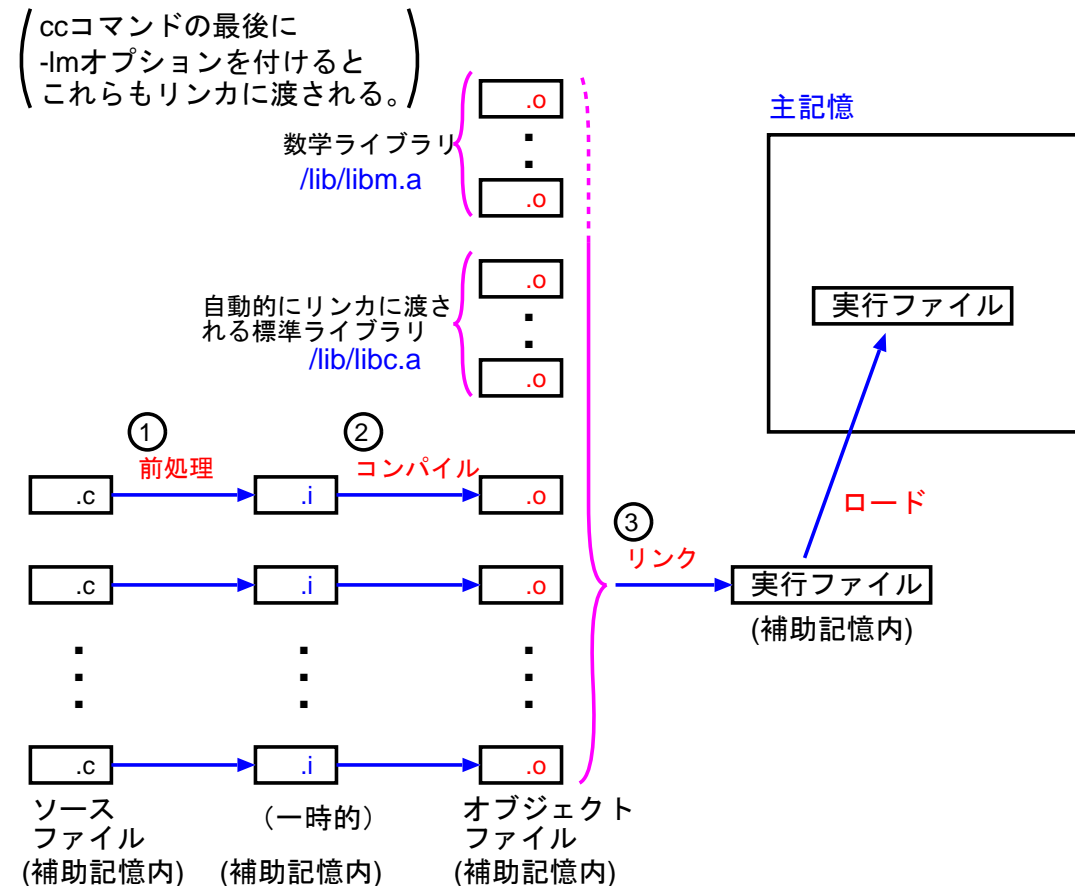 ccコマンドの最後に
-lmオプションを付けると
これらもリンカに渡される。
.o
数学ライブラリ
/lib/libm.a
.o
主記憶
.o
自動的にリンカに渡さ
れる標準ライブラリ
/lib/libc.a
.o
実行ファイル
1 2
前処理 コンパイル
.c .i .o
ロード
3
リンク
.c .i .o
実行ファイル
(補助記憶内)
.c .i .o
ソース
ファイル
(補助記憶内)
(一時的)
(補助記憶内)
オブジェクト
ファイル
(補助記憶内)